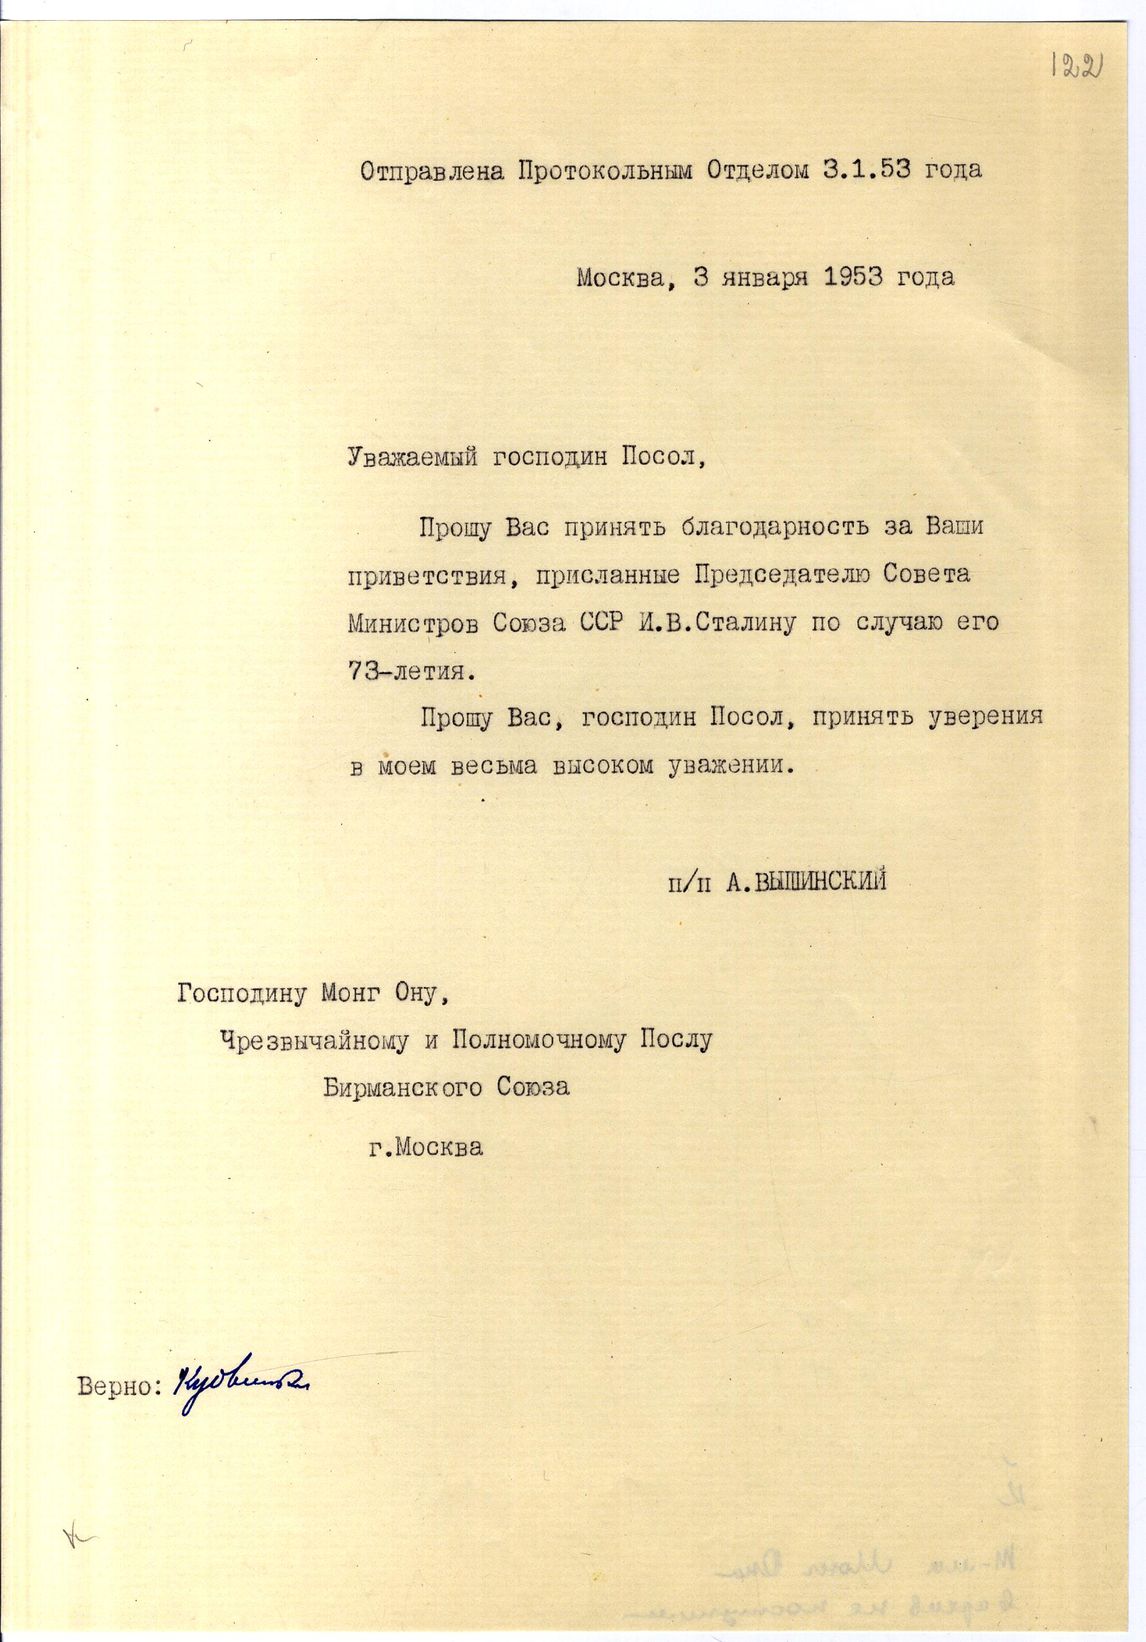 122
Отправлена Протокольным Отделом 3.1.53 года
Москва, 3 января 1953 года
Уважаемый господин Посол,
Прошу Вас принять благодарность за Ваши
приветствия, присланные Председателю Совета
Министров Союза ССР И.В.Сталину по случаю его
73-летия.
Прошу Вас, господин Посол, принять уверения
в моем весьма высоком уважении.
п/п А.ВЫШИНСКИЙ
Господину Монг Ону,
Чрезвычайному и Полномочному Послу
Бирманского Союза
г.Москва
Верно: